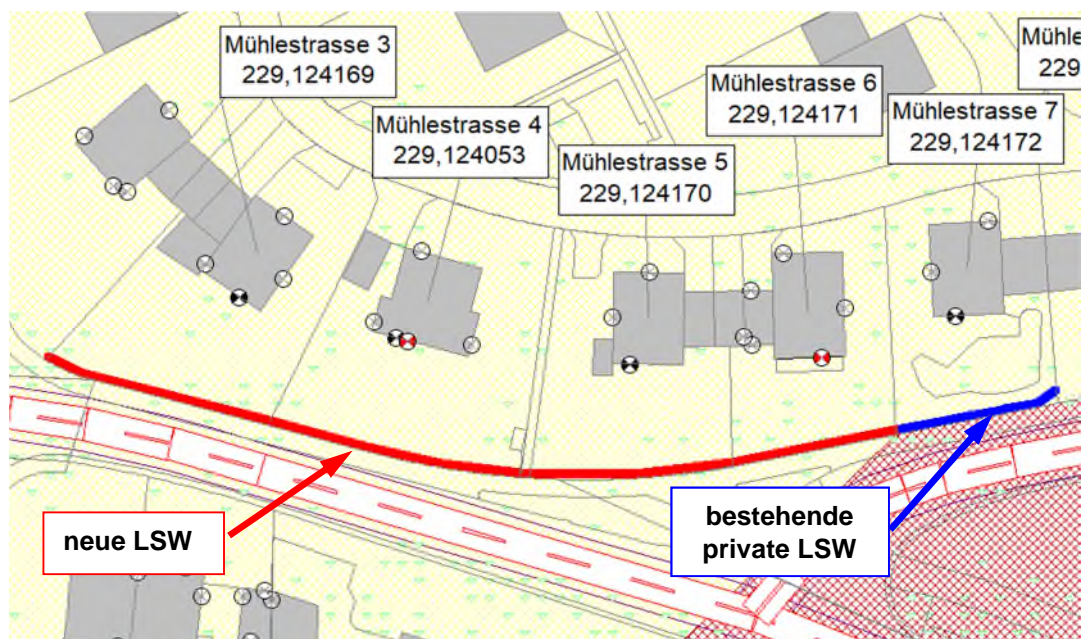 Mühlestrasse 3
229,124169
Mühlestrasse 4
229,124053
Mühlestrasse 5
229,124170
Mühlestrasse 6
229,124171
Mühlestrasse 7
229,124172
229
neue LSW
bestehende
private LSW